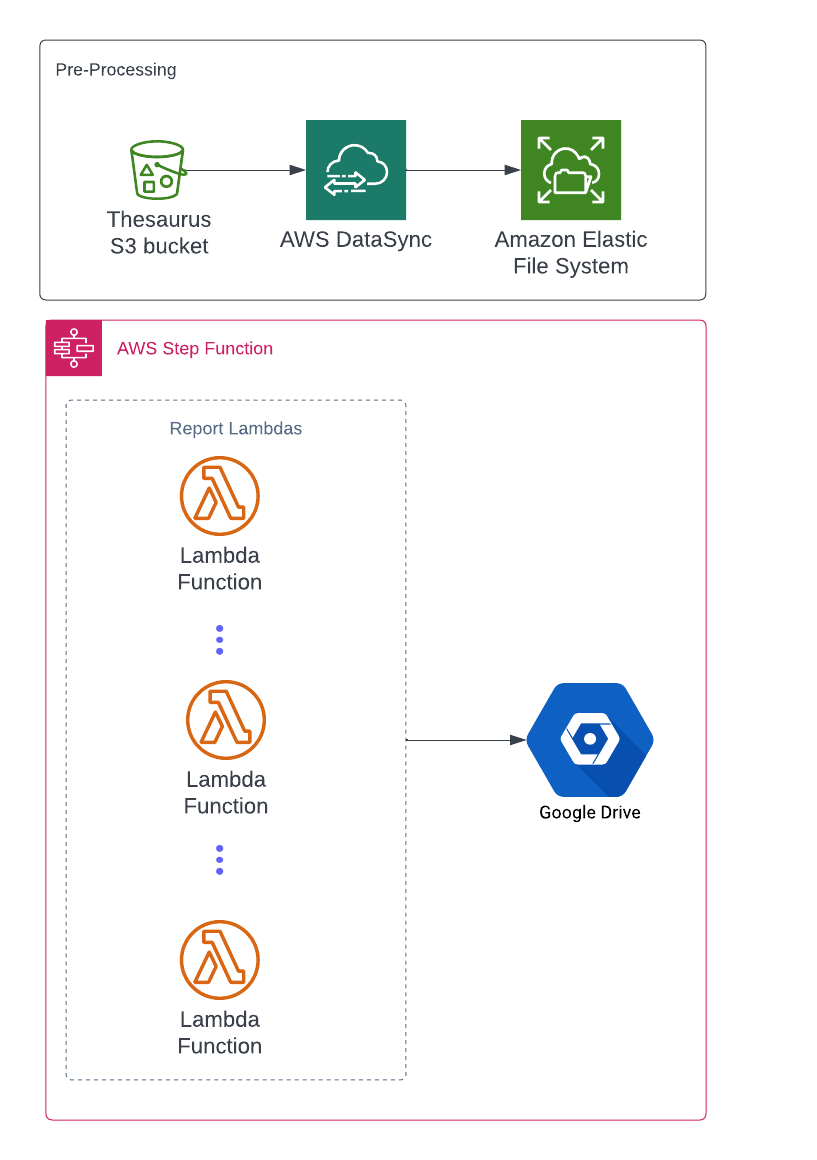 Pre-Processing
Thesaurus
S3 bucket
AWS DataSync
Amazon Elastic
File System
AWS Step Function
Report Lambdas
Lambda
Function
Lambda
Function
Google Drive
Lambda
Function